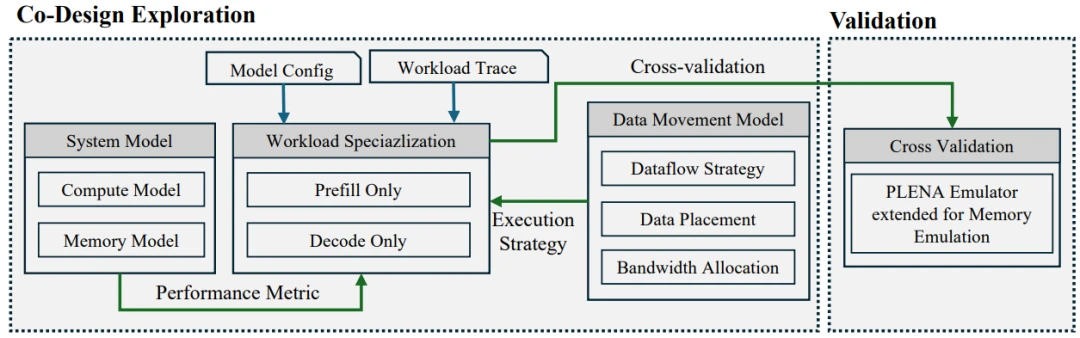 Co-Design Exploration
Validation
Model Config
Workload Trace
Cross-validation
System Model
Compute Model
Memory Model
Workload Speciazlization
Prefill Only
Decode Only
Performance Metric
Execution
Strategy
Data Movement Model
Dataflow Strategy
Data Placement
Bandwidth Allocation
Cross Validation
PLENA Emulator
extended for Memory
Emulation